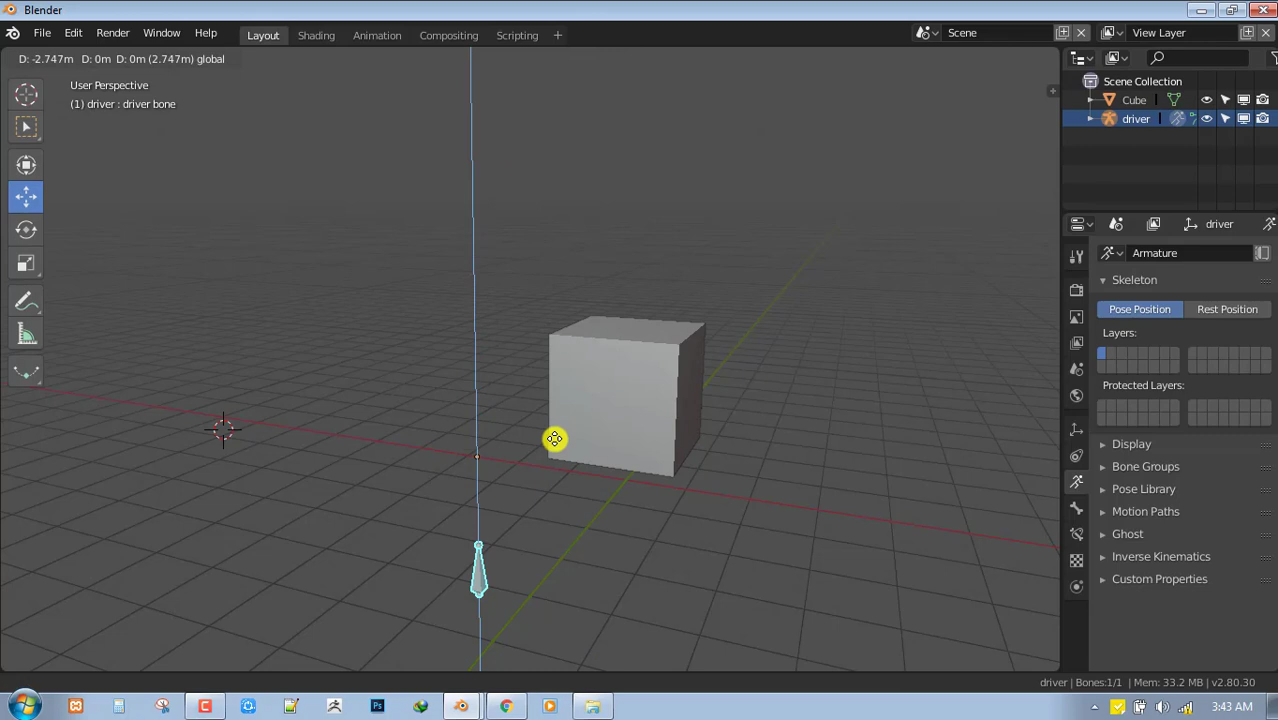 Blender
File Edit Render Window Help
Layout Shading Animation Compositing Scripting +
Scene
View Layer
D: -2.747m D: 0m D: 0m (2.747m) global
User Perspective
(1) driver : driver bone
Scene Collection
Cube
driver
driver
Armature
Skeleton
Pose Position Rest Position
Layers:
Protected Layers:
Display
Bone Groups
Pose Library
Motion Paths
Ghost
Inverse Kinematics
Custom Properties
driver | Bones:1/1 | Mem: 33.2 MB | v2.80.30
Ps
3:43 AM